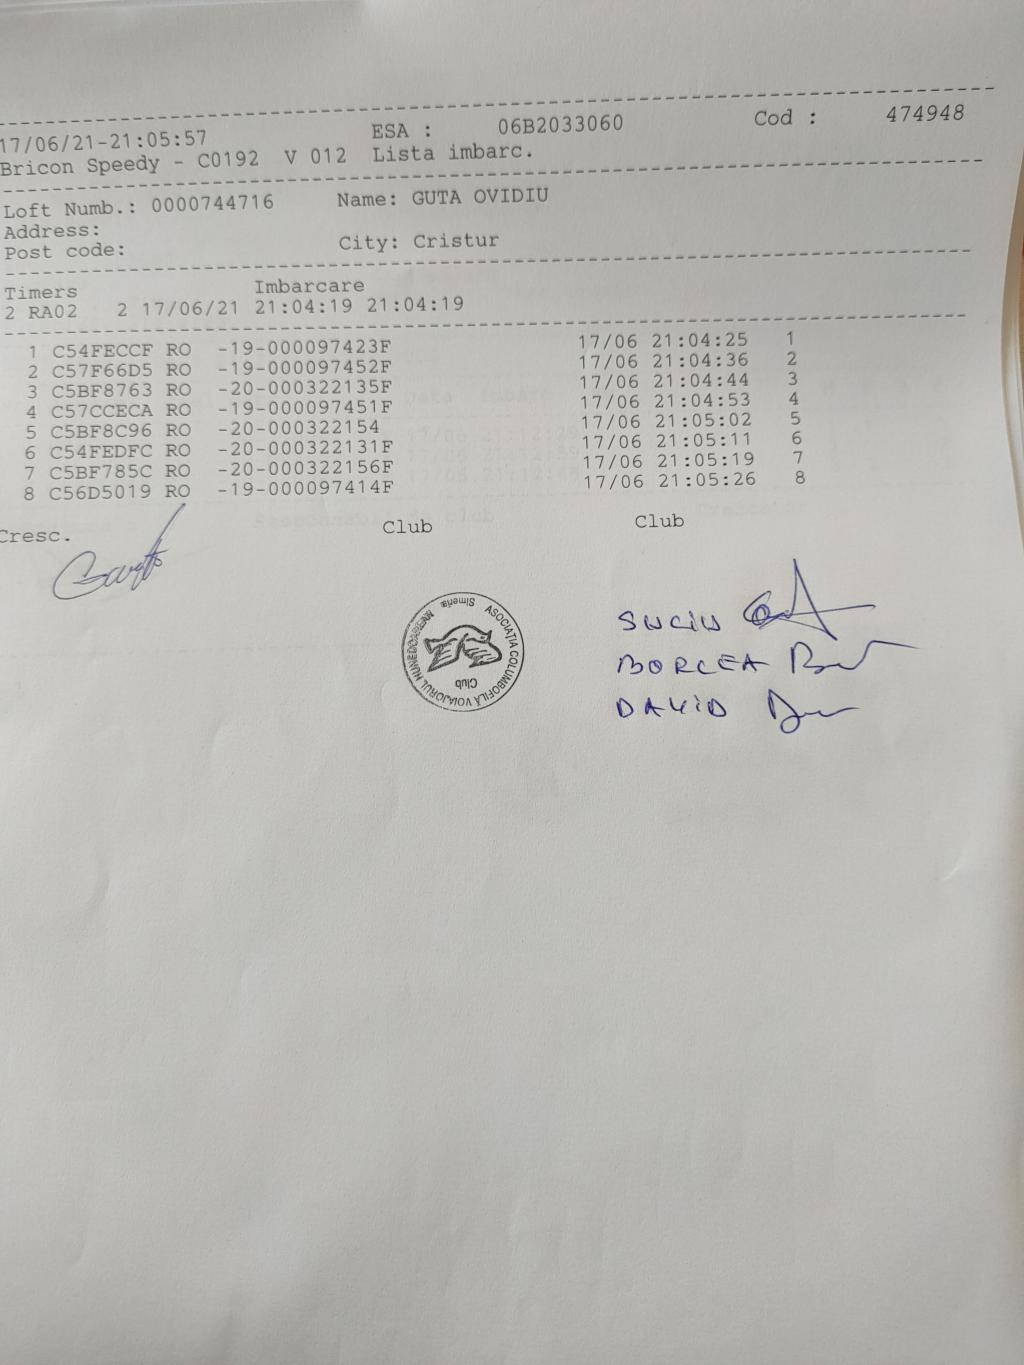 17/06/21-21:05:57 ESA : 06B2033060 Cod : 474948
Bricon Speedy - C0192 V 012 Lista imbarc.
Loft Numb.: 0000744716 Name: GUTA OVIDIU
Address:
Post code: City: Cristur
Timers Imbarcare
2 RA02 2 17/06/21 21:04:19 21:04:19
1 C54FECCF RO -19-000097423F 17/06 21:04:25 1
2 C57F66D5 RO -19-000097452F 17/06 21:04:36 2
3 C5BF8763 RO -20-000322135F 17/06 21:04:44 3
4 C57CCECA RO -19-000097451F 17/06 21:04:53 4
5 C5BF8C96 RO -20-000322154 17/06 21:05:02 5
6 C54FEDFC RO -20-000322131F 17/06 21:05:11 6
7 C5BF785C RO -20-000322156F 17/06 21:05:19 7
8 C56D5019 RO -19-000097414F 17/06 21:05:26 8
Cresc. Club Club
ASOCIAȚIA COLUMBOFILĂ VOIAJORUL HUNEDOREAN
Simeria
Club
SUCIU
BORCEA
DAVID